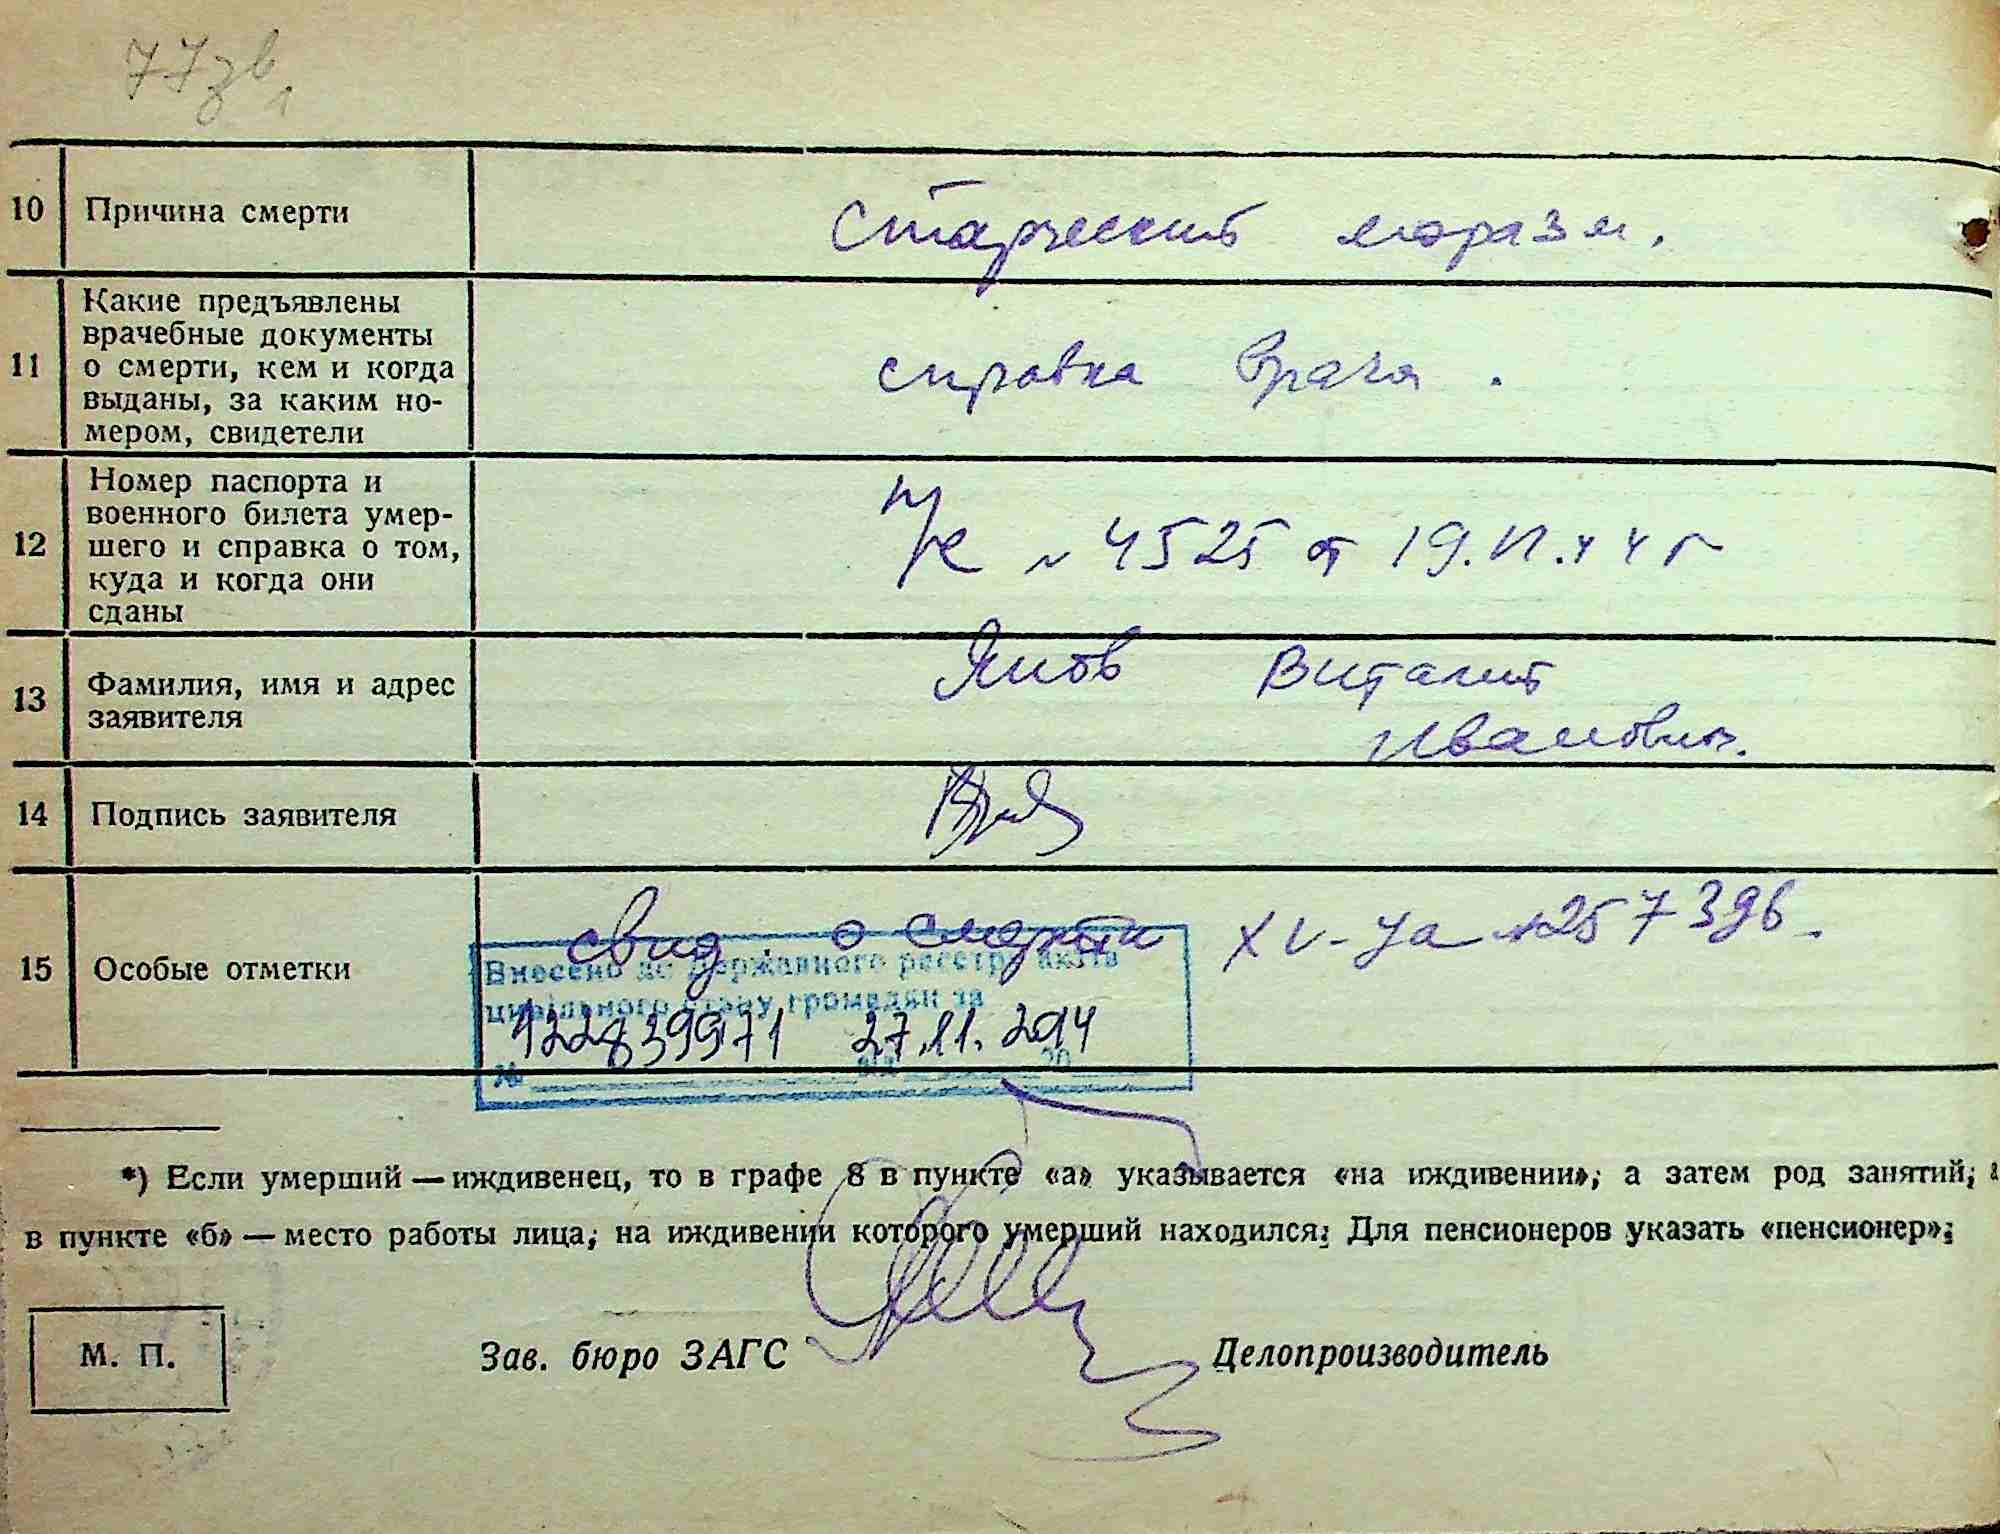 77зв
10 Причина смерти старческий маразм.
11 Какие предъявлены
врачебные документы
о смерти, кем и когда
выданы, за каким но-
мером, свидетели
справка врача.
12 Номер паспорта и
военного билета умер-
шего и справка о том,
куда и когда они
сданы
№ 4525 от 19.VI.44 г
13 Фамилия, имя и адрес
заявителя
Виталий
Иванович.
14 Подпись заявителя
15 Особые отметки
свид. о смерти XV-УР №257396.
Внесено до Державного реєстру актів
цивільного стану громадян за
№ 122839971 від 27.11.2014
*) Если умерший — иждивенец, то в графе 8 в пункте «а» указывается «на иждивении»; а затем род занятий;
в пункте «б» — место работы лица, на иждивении которого умерший находился; Для пенсионеров указать «пенсионер»;
М. П. Зав. бюро ЗАГС Делопроизводитель